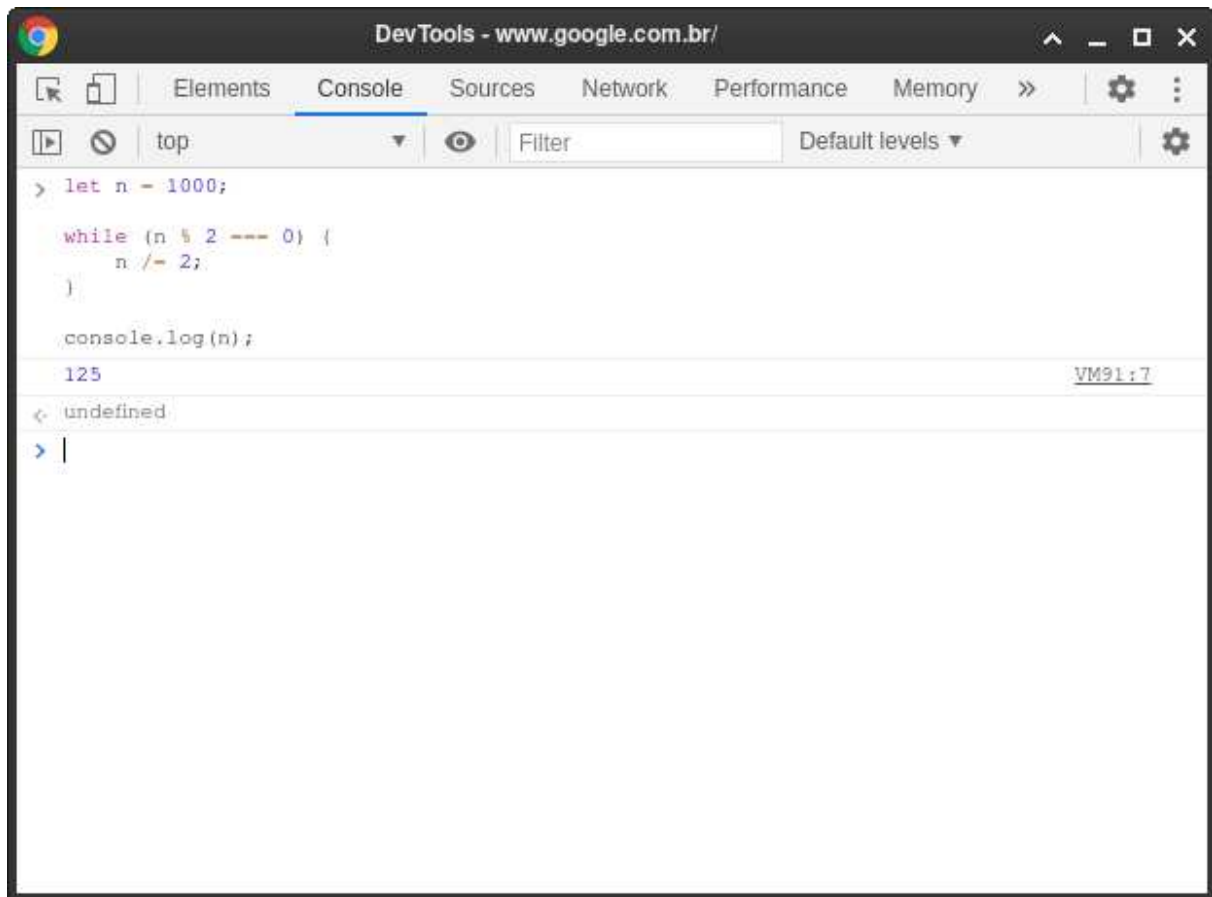 DevTools - www.google.com.br/
Elements Console Sources Network Performance Memory »
top Filter Default levels ▼
> let n = 1000;
while (n % 2 === 0) {
n /= 2;
}
console.log(n);
125 VM91:7
undefined
>